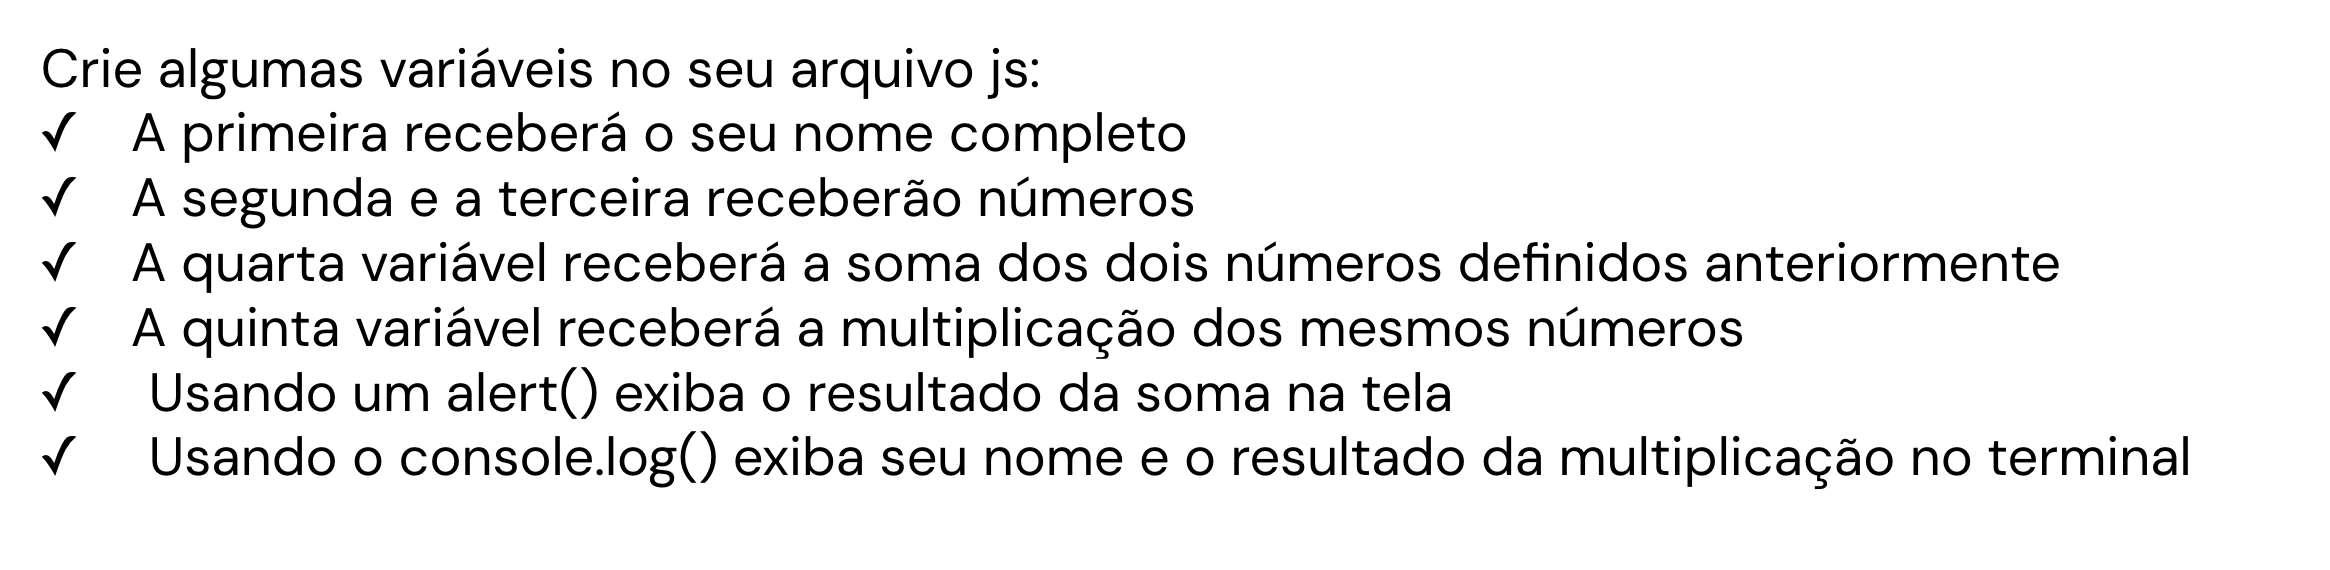 Crie algumas variáveis no seu arquivo js:
✓ A primeira receberá o seu nome completo
✓ A segunda e a terceira receberão números
✓ A quarta variável receberá a soma dos dois números definidos anteriormente
✓ A quinta variável receberá a multiplicação dos mesmos números
✓ Usando um alert() exiba o resultado da soma na tela
✓ Usando o console.log() exiba seu nome e o resultado da multiplicação no terminal